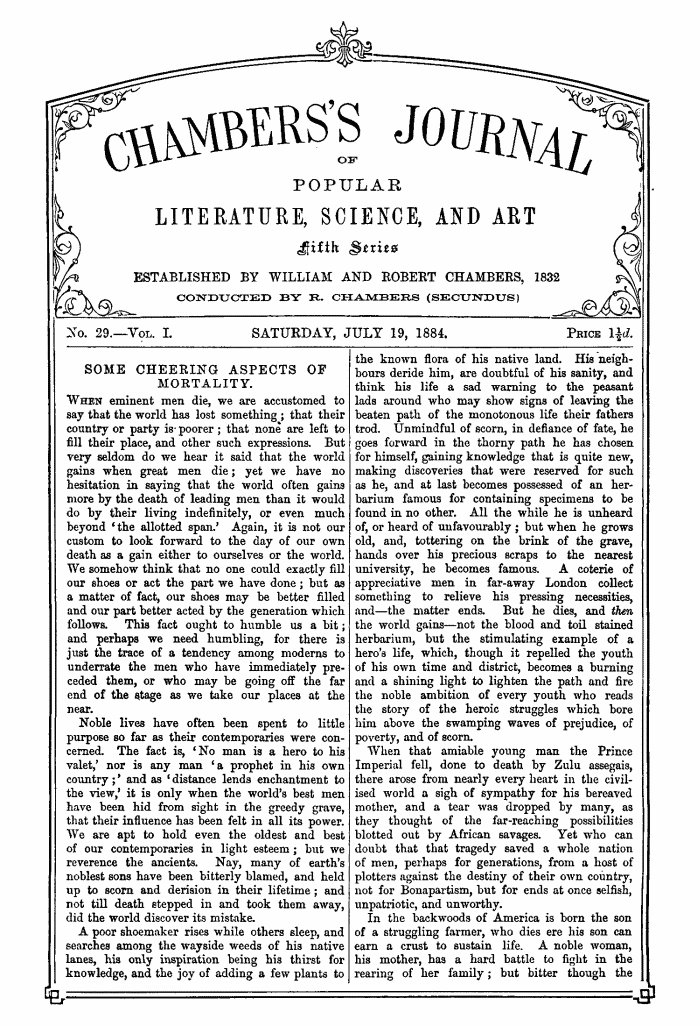 CHAMBERS'S JOURNAL
OF
POPULAR
LITERATURE, SCIENCE, AND ART
Fifth Series
ESTABLISHED BY WILLIAM AND ROBERT CHAMBERS, 1832
CONDUCTED BY R. CHAMBERS (SECUNDUS)
No. 29.—Vol. I. SATURDAY, JULY 19, 1884. Price 1½d.
SOME CHEERING ASPECTS OF
MORTALITY.
When eminent men die, we are accustomed to
say that the world has lost something; that their
country or party is poorer; that none are left to
fill their place, and other such expressions. But
very seldom do we hear it said that the world
gains when great men die; yet we have no
hesitation in saying that the world often gains
more by the death of leading men than it would
do by their living indefinitely, or even much
beyond 'the allotted span.' Again, it is not our
custom to look forward to the day of our own
death as a gain either to ourselves or the world.
We somehow think that no one could exactly fill
our shoes or act the part we have done; but as
a matter of fact, our shoes may be better filled
and our part better acted by the generation which
follows. This fact ought to humble us a bit;
and perhaps we need humbling, for there is
just the trace of a tendency among moderns to
underrate the men who have immediately pre-
ceded them, or who may be going off the far
end of the stage as we take our places at the
near.
Noble lives have often been spent to little
purpose so far as their contemporaries were con-
cerned. The fact is, 'No man is a hero to his
valet,' nor is any man 'a prophet in his own
country;' and as 'distance lends enchantment to
the view,' it is only when the world's best men
have been hid from sight in the greedy grave,
that their influence has been felt in all its power.
We are apt to hold even the oldest and best
of our contemporaries in light esteem; but we
reverence the ancients. Nay, many of earth's
noblest sons have been bitterly blamed, and held
up to scorn and derision in their lifetime; and
not till death stepped in and took them away,
did the world discover its mistake.
A poor shoemaker rises while others sleep, and
searches among the wayside weeds of his native
lanes, his only inspiration being his thirst for
knowledge, and the joy of adding a few plants to
the known flora of his native land. His neigh-
bours deride him, are doubtful of his sanity, and
think his life a sad warning to the peasant
lads around who may show signs of leaving the
beaten path of the monotonous life their fathers
trod. Unmindful of scorn, in defiance of fate, he
goes forward in the thorny path he has chosen
for himself, gaining knowledge that is quite new,
making discoveries that were reserved for such
as he, and at last becomes possessed of an her-
barium famous for containing specimens to be
found in no other. All the while he is unheard
of, or heard of unfavourably; but when he grows
old, and, tottering on the brink of the grave,
hands over his precious scraps to the nearest
university, he becomes famous. A coterie of
appreciative men in far-away London collect
something to relieve his pressing necessities,
and—the matter ends. But he dies, and then
the world gains—not the blood and toil stained
herbarium, but the stimulating example of a
hero's life, which, though it repelled the youth
of his own time and district, becomes a burning
and a shining light to lighten the path and fire
the noble ambition of every youth who reads
the story of the heroic struggles which bore
him above the swamping waves of prejudice, of
poverty, and of scorn.
When that amiable young man the Prince
Imperial fell, done to death by Zulu assegais,
there arose from nearly every heart in the civil-
ised world a sigh of sympathy for his bereaved
mother, and a tear was dropped by many, as
they thought of the far-reaching possibilities
blotted out by African savages. Yet who can
doubt that that tragedy saved a whole nation
of men, perhaps for generations, from a host of
plotters against the destiny of their own country,
not for Bonapartism, but for ends at once selfish,
unpatriotic, and unworthy.
In the backwoods of America is born the son
of a struggling farmer, who dies ere his son can
earn a crust to sustain life. A noble woman,
his mother, has a hard battle to fight in the
rearing of her family; but bitter though the